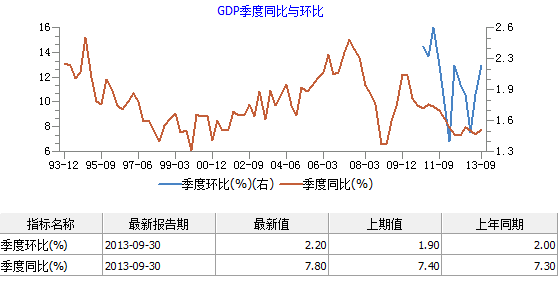 GDP季度同比与环比
16 2.6
14 2.3
12 2.1
10 1.9
8 1.6
6 1.3
93-12 95-09 97-06 99-03 00-12 02-09 04-06 06-03 07-12 09-09 11-09 13-09
季度环比(%)(右) 季度同比(%)
指标名称 最新报告期 最新值 上期值 上年同期
季度环比(%) 2013-09-30 2.20 1.90 2.00
季度同比(%) 2013-09-30 7.80 7.40 7.30